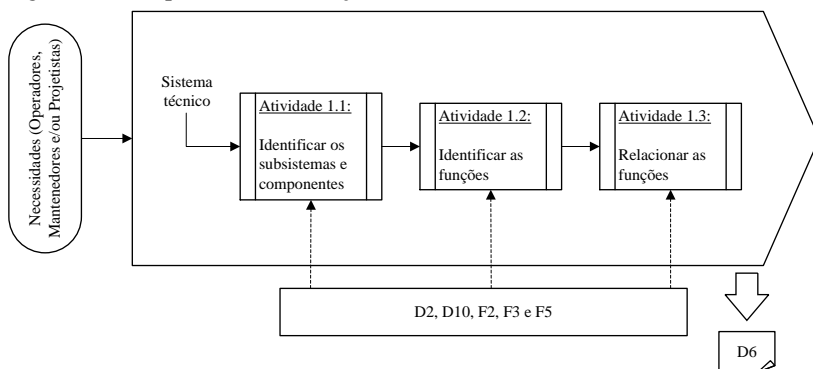 Necessidades (Operadores,
Mantenedores e/ou Projetistas)
Sistema
técnico
Atividade 1.1:
Identificar os
subsistemas e
componentes
Atividade 1.2:
Identificar as
funções
Atividade 1.3:
Relacionar as
funções
D2, D10, F2, F3 e F5
D6